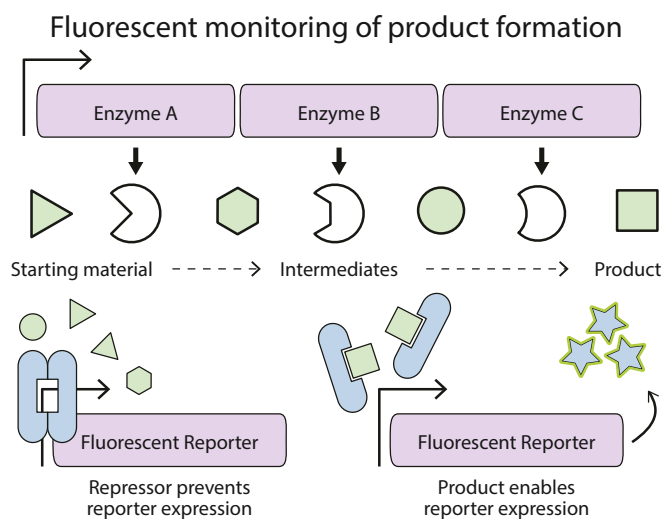 Fluorescent monitoring of product formation
Enzyme A
Enzyme B
Enzyme C
Starting material
Intermediates
Product
Fluorescent Reporter
Fluorescent Reporter
Repressor prevents
reporter expression
Product enables
reporter expression